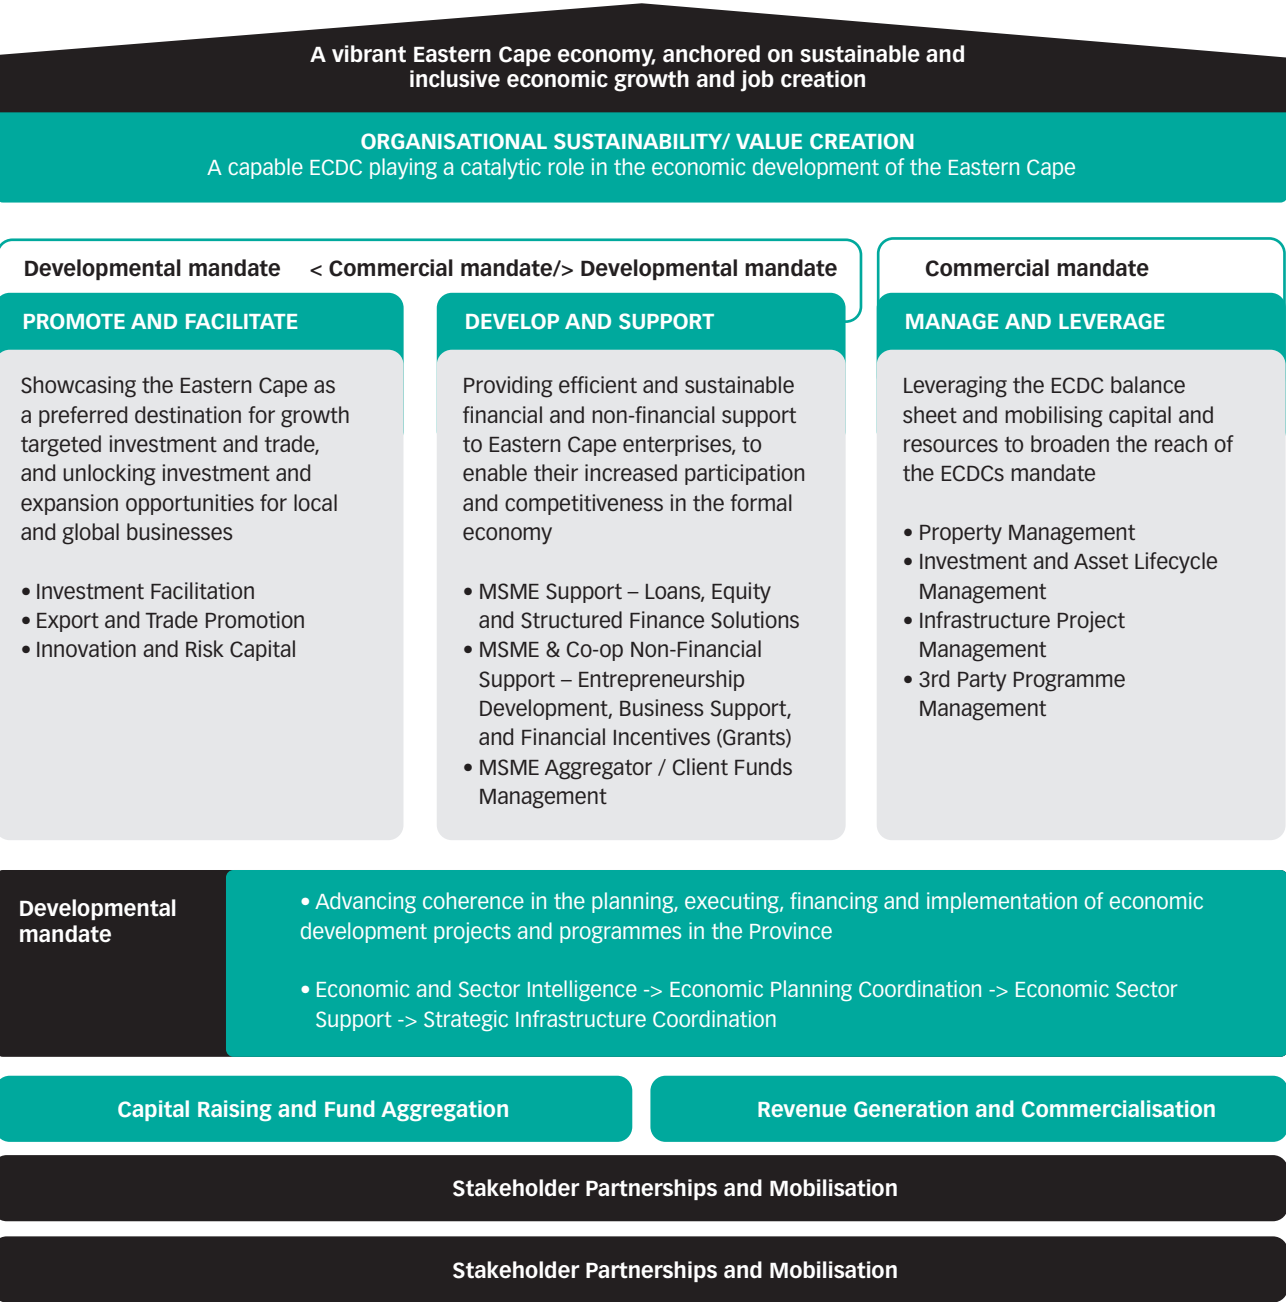 A vibrant Eastern Cape economy, anchored on sustainable and
inclusive economic growth and job creation
ORGANISATIONAL SUSTAINABILITY/ VALUE CREATION
A capable ECDC playing a catalytic role in the economic development of the Eastern Cape
Developmental mandate < Commercial mandate/> Developmental mandate
Commercial mandate
PROMOTE AND FACILITATE
Showcasing the Eastern Cape as
a preferred destination for growth
targeted investment and trade,
and unlocking investment and
expansion opportunities for local
and global businesses
• Investment Facilitation
• Export and Trade Promotion
• Innovation and Risk Capital
DEVELOP AND SUPPORT
Providing efficient and sustainable
financial and non-financial support
to Eastern Cape enterprises, to
enable their increased participation
and competitiveness in the formal
economy
• MSME Support – Loans, Equity
and Structured Finance Solutions
• MSME & Co-op Non-Financial
Support – Entrepreneurship
Development, Business Support,
and Financial Incentives (Grants)
• MSME Aggregator / Client Funds
Management
MANAGE AND LEVERAGE
Leveraging the ECDC balance
sheet and mobilising capital and
resources to broaden the reach of
the ECDCs mandate
• Property Management
• Investment and Asset Lifecycle
Management
• Infrastructure Project
Management
• 3rd Party Programme
Management
Developmental
mandate
• Advancing coherence in the planning, executing, financing and implementation of economic
development projects and programmes in the Province
• Economic and Sector Intelligence -> Economic Planning Coordination -> Economic Sector
Support -> Strategic Infrastructure Coordination
Capital Raising and Fund Aggregation
Revenue Generation and Commercialisation
Stakeholder Partnerships and Mobilisation
Stakeholder Partnerships and Mobilisation